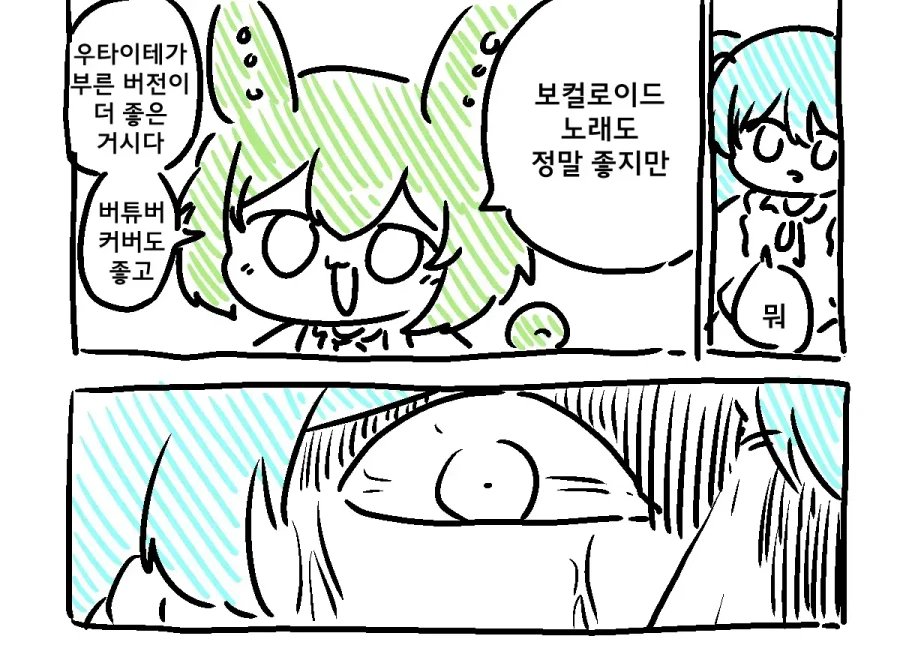 뭐
보컬로이드
노래도
정말 좋지만
우타이테가
부른 버전이
더 좋은
거시다
버튜버
커버도
좋고